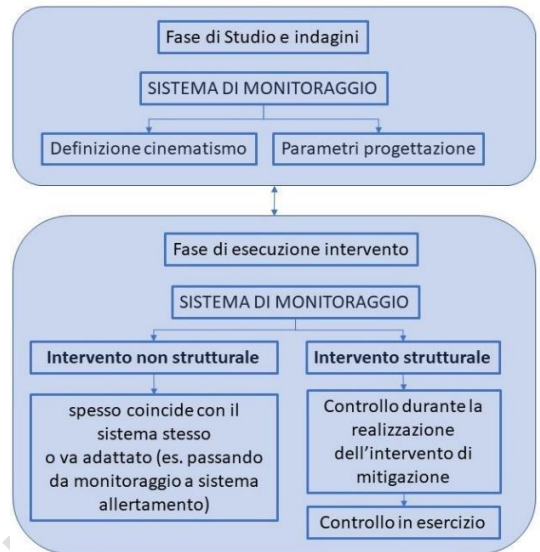 Fase di Studio e indagini
SISTEMA DI MONITORAGGIO
Definizione cinematismo
Parametri progettazione
Fase di esecuzione intervento
SISTEMA DI MONITORAGGIO
Intervento non strutturale
Intervento strutturale
spesso coincide con il
sistema stesso
o va adattato (es. passando
da monitoraggio a sistema
allertamento)
Controllo durante la
realizzazione
dell'intervento di
mitigazione
Controllo in esercizio